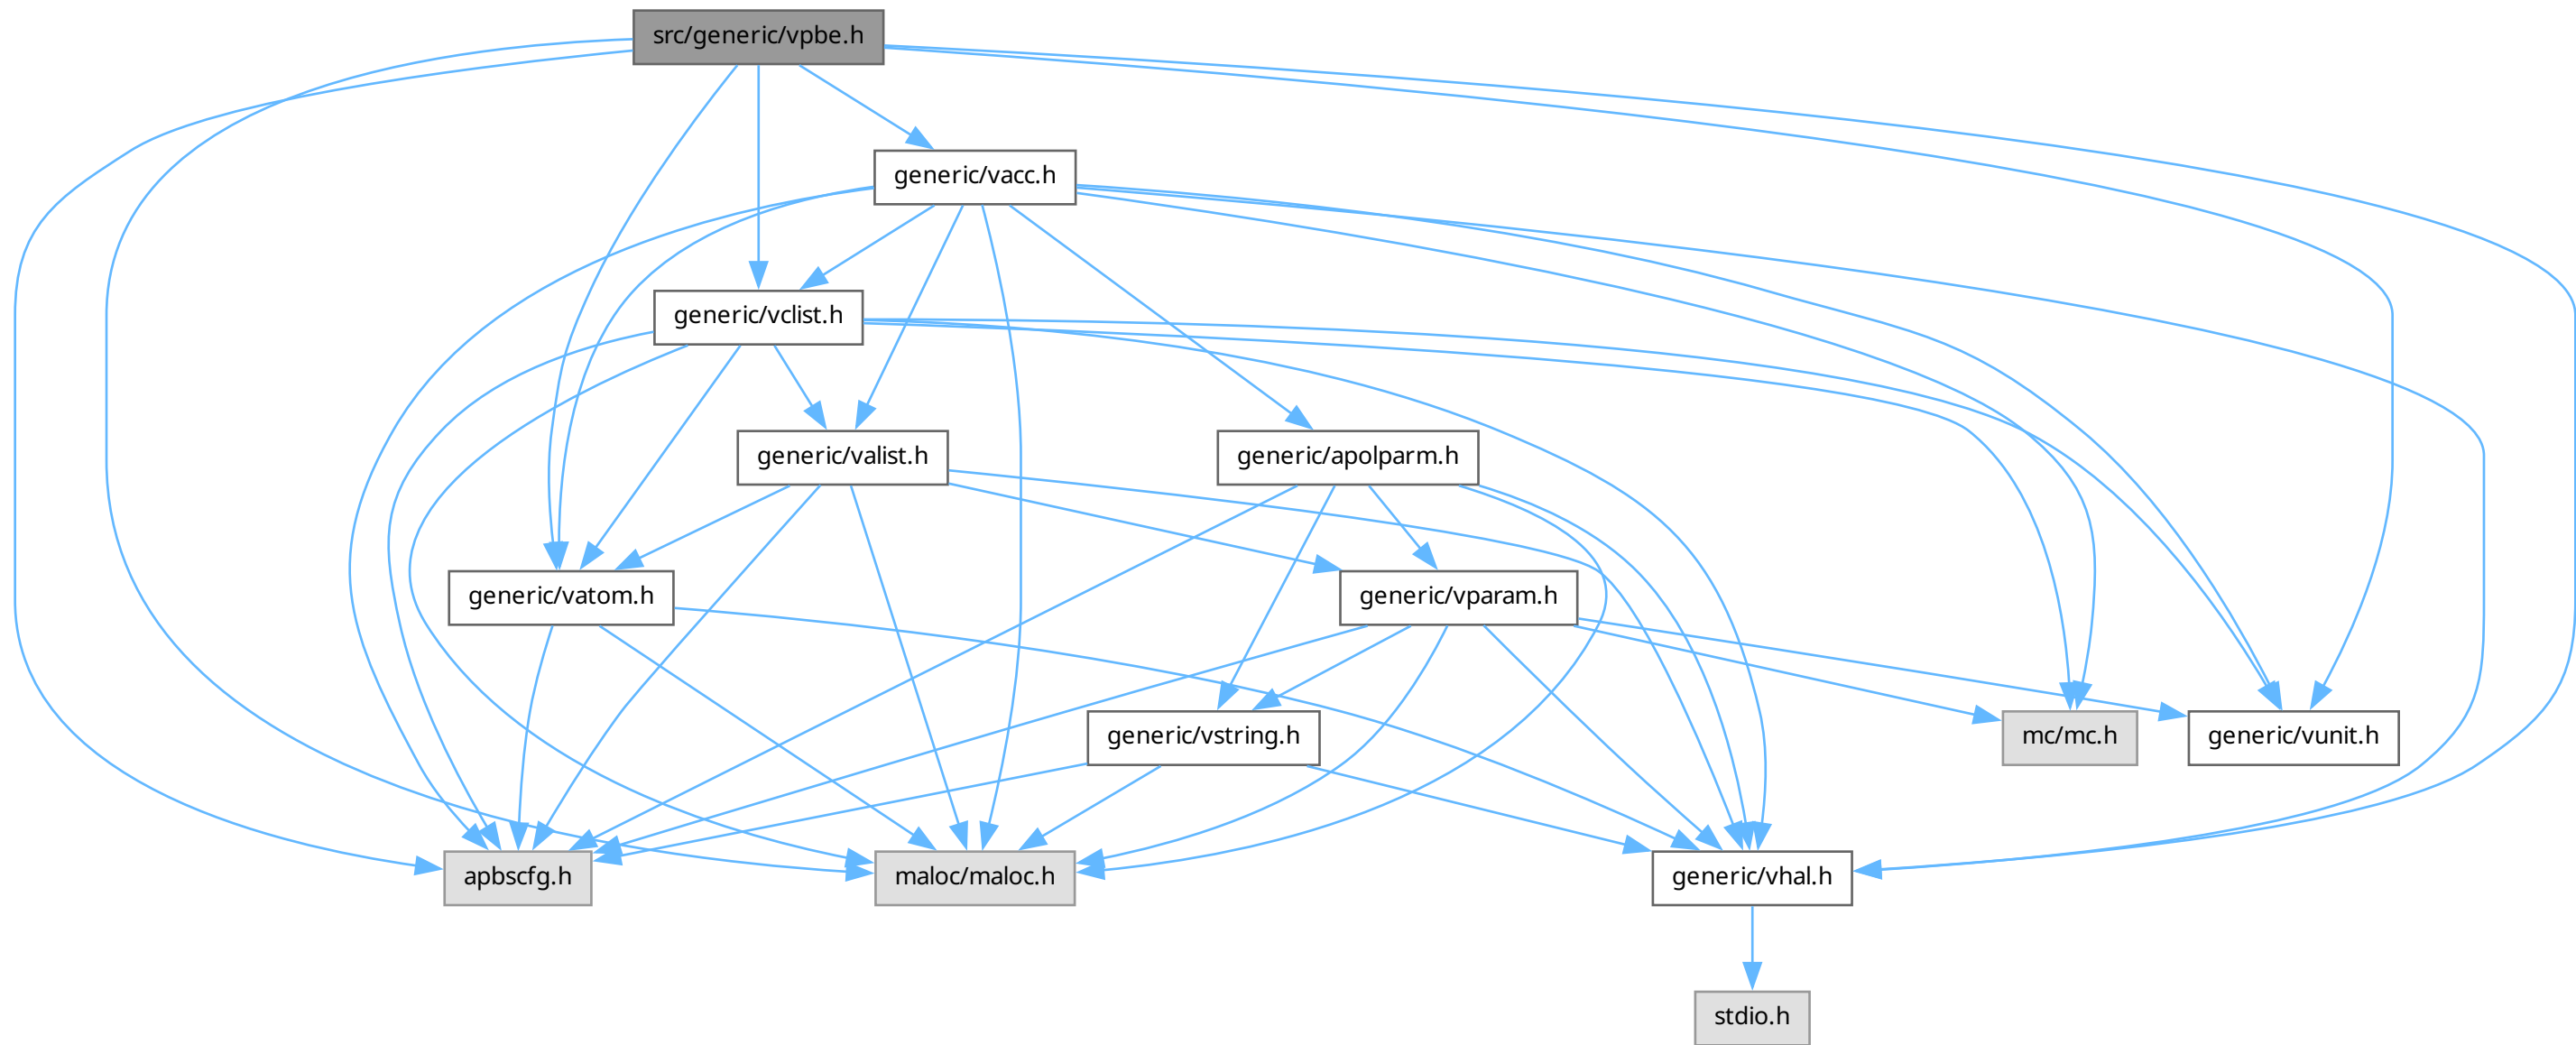 src/generic/vpbe.h
generic/vacc.h
generic/vclist.h
generic/valist.h
generic/apolparm.h
generic/vatom.h
generic/vparam.h
generic/vstring.h
mc/mc.h
generic/vunit.h
apbscfg.h
maloc/maloc.h
generic/vhal.h
stdio.h